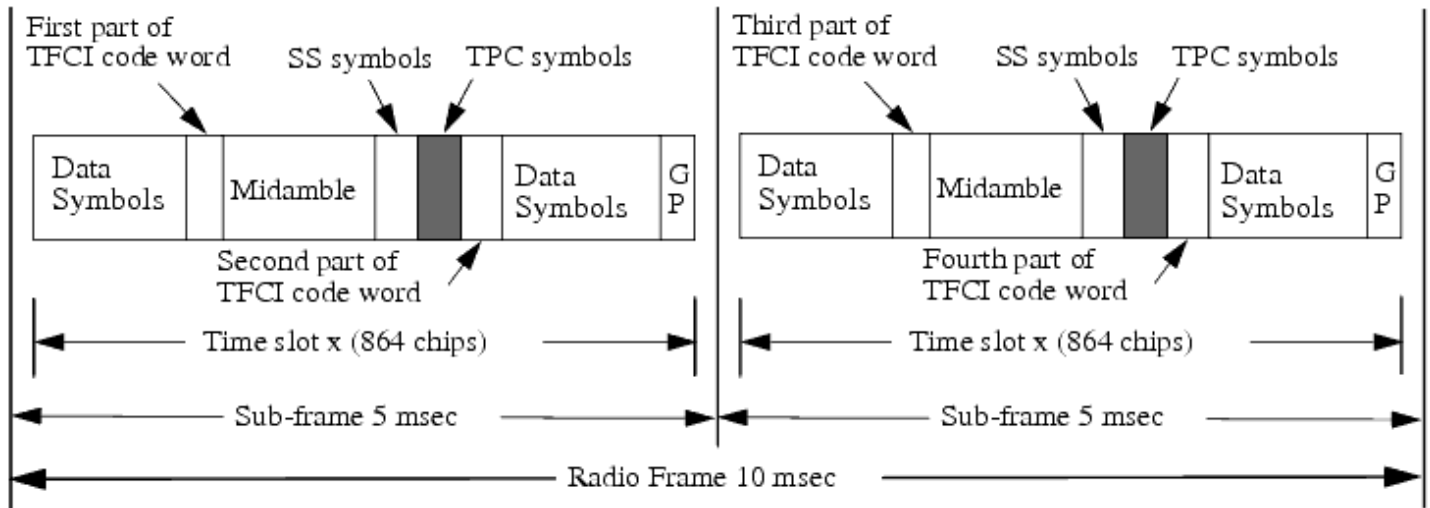 First part of
TFCI code word
SS symbols
TPC symbols
Data
Symbols
Midamble
Data
Symbols
G
P
Second part of
TFCI code word
Time slot x (864 chips)
Sub-frame 5 msec
Third part of
TFCI code word
SS symbols
TPC symbols
Data
Symbols
Midamble
Data
Symbols
G
P
Fourth part of
TFCI code word
Time slot x (864 chips)
Sub-frame 5 msec
Radio Frame 10 msec